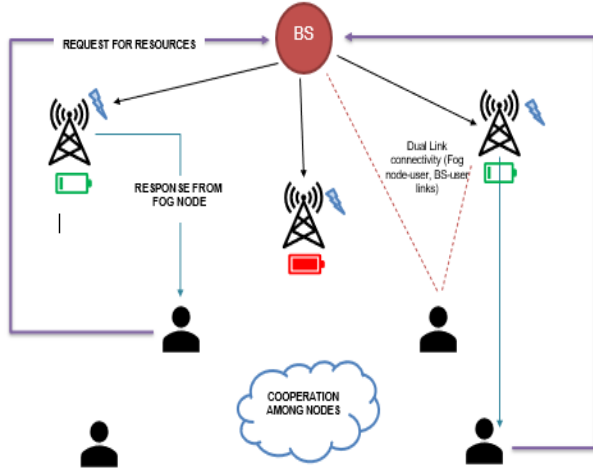 BS
REQUEST FOR RESOURCES
Dual Link
connectivity (Fog
node-user, BS-user
links)
RESPONSE FROM
FOG NODE
COOPERATION
AMONG NODES